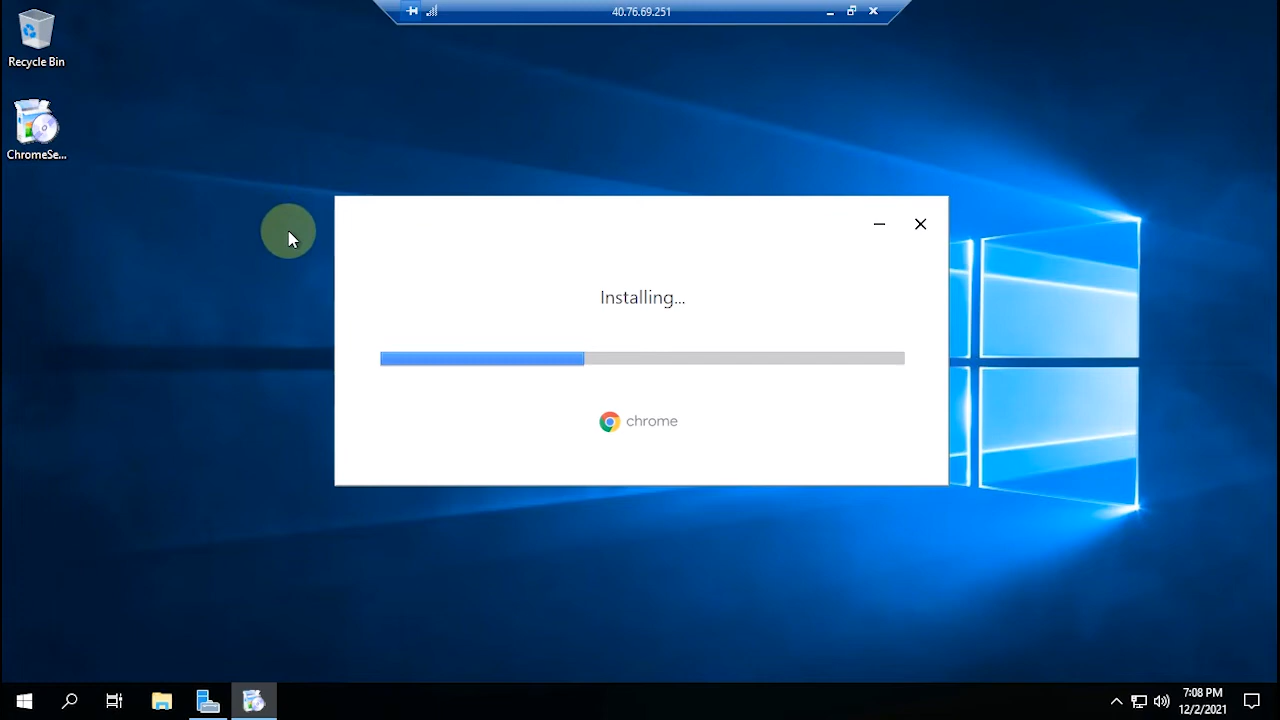 40.76.69.251
Recycle Bin
ChromeSe...
Installing...
chrome
7:08 PM
12/2/2021